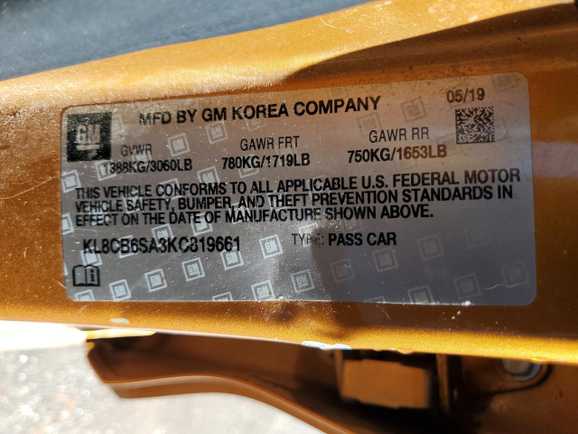 MFD BY GM KOREA COMPANY 05/19
GM
GVWR GAWR FRT GAWR RR
1388KG/3060LB 780KG/1719LB 750KG/1653LB
THIS VEHICLE CONFORMS TO ALL APPLICABLE U.S. FEDERAL MOTOR
VEHICLE SAFETY, BUMPER, AND THEFT PREVENTION STANDARDS IN
EFFECT ON THE DATE OF MANUFACTURE SHOWN ABOVE.
KL8CB6SA3KC819661 TYPE: PASS CAR